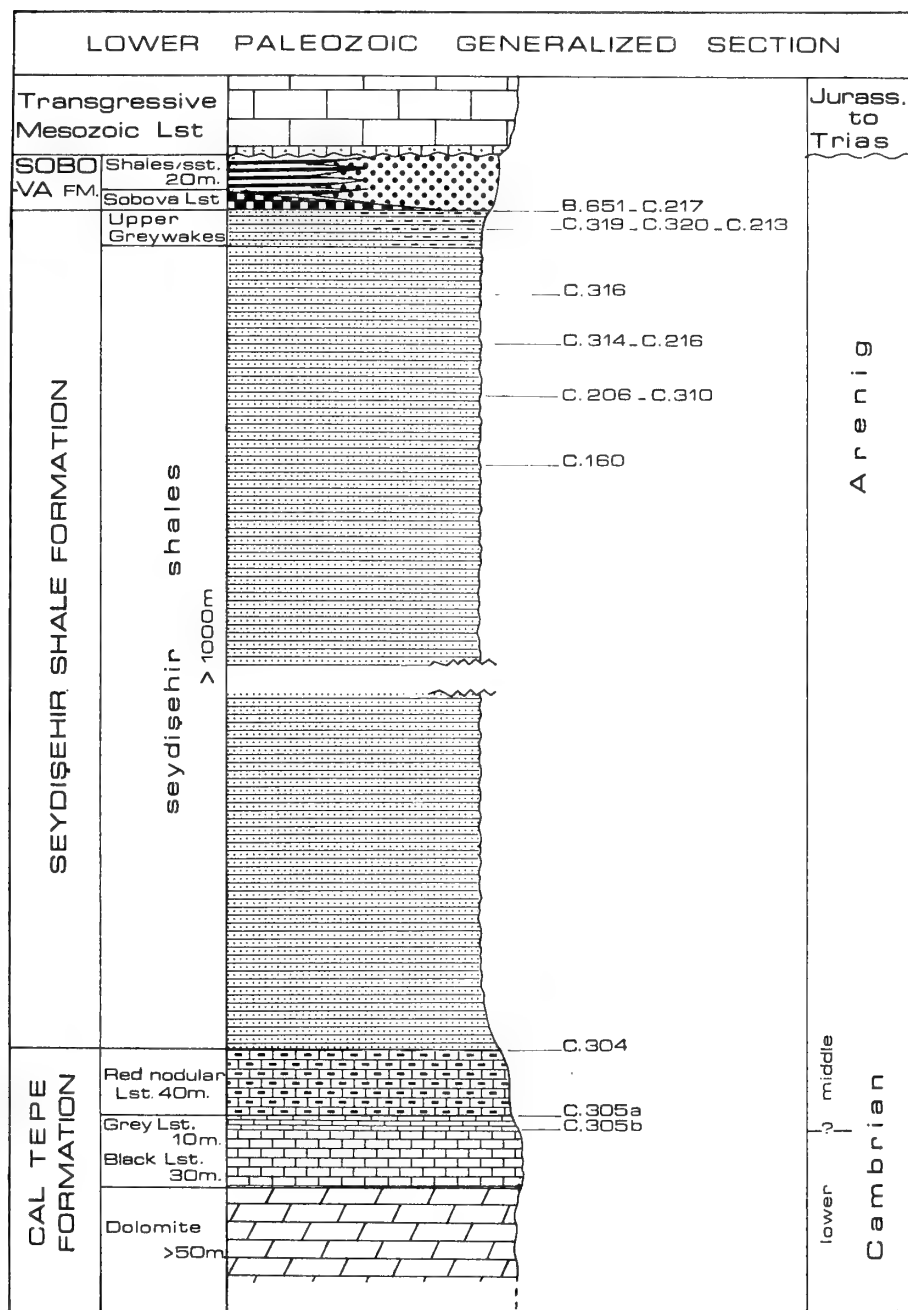 LOWER PALEOZOIC GENERALIZED SECTION
Transgressive
Mesozoic Lst
Jurass.
to
Trias
SOBO
-VA FM.
Shales/sst.
20m.
Sobova Lst
Upper
Greywakes
B.651_C.217
C.319_C.320_C.213
C.316
C.314_C.216
C.206_C.310
C.160
Arenig
SEYDIŞEHIR SHALE FORMATION
seydişehir shales
>1000m
C.304
CAL TEPE
FORMATION
Red nodular
Lst. 40m.
C.305a
Grey Lst.
10m.
C.305b
Black Lst.
30m.
Dolomite
>50m
middle
?
lower
Cambrian